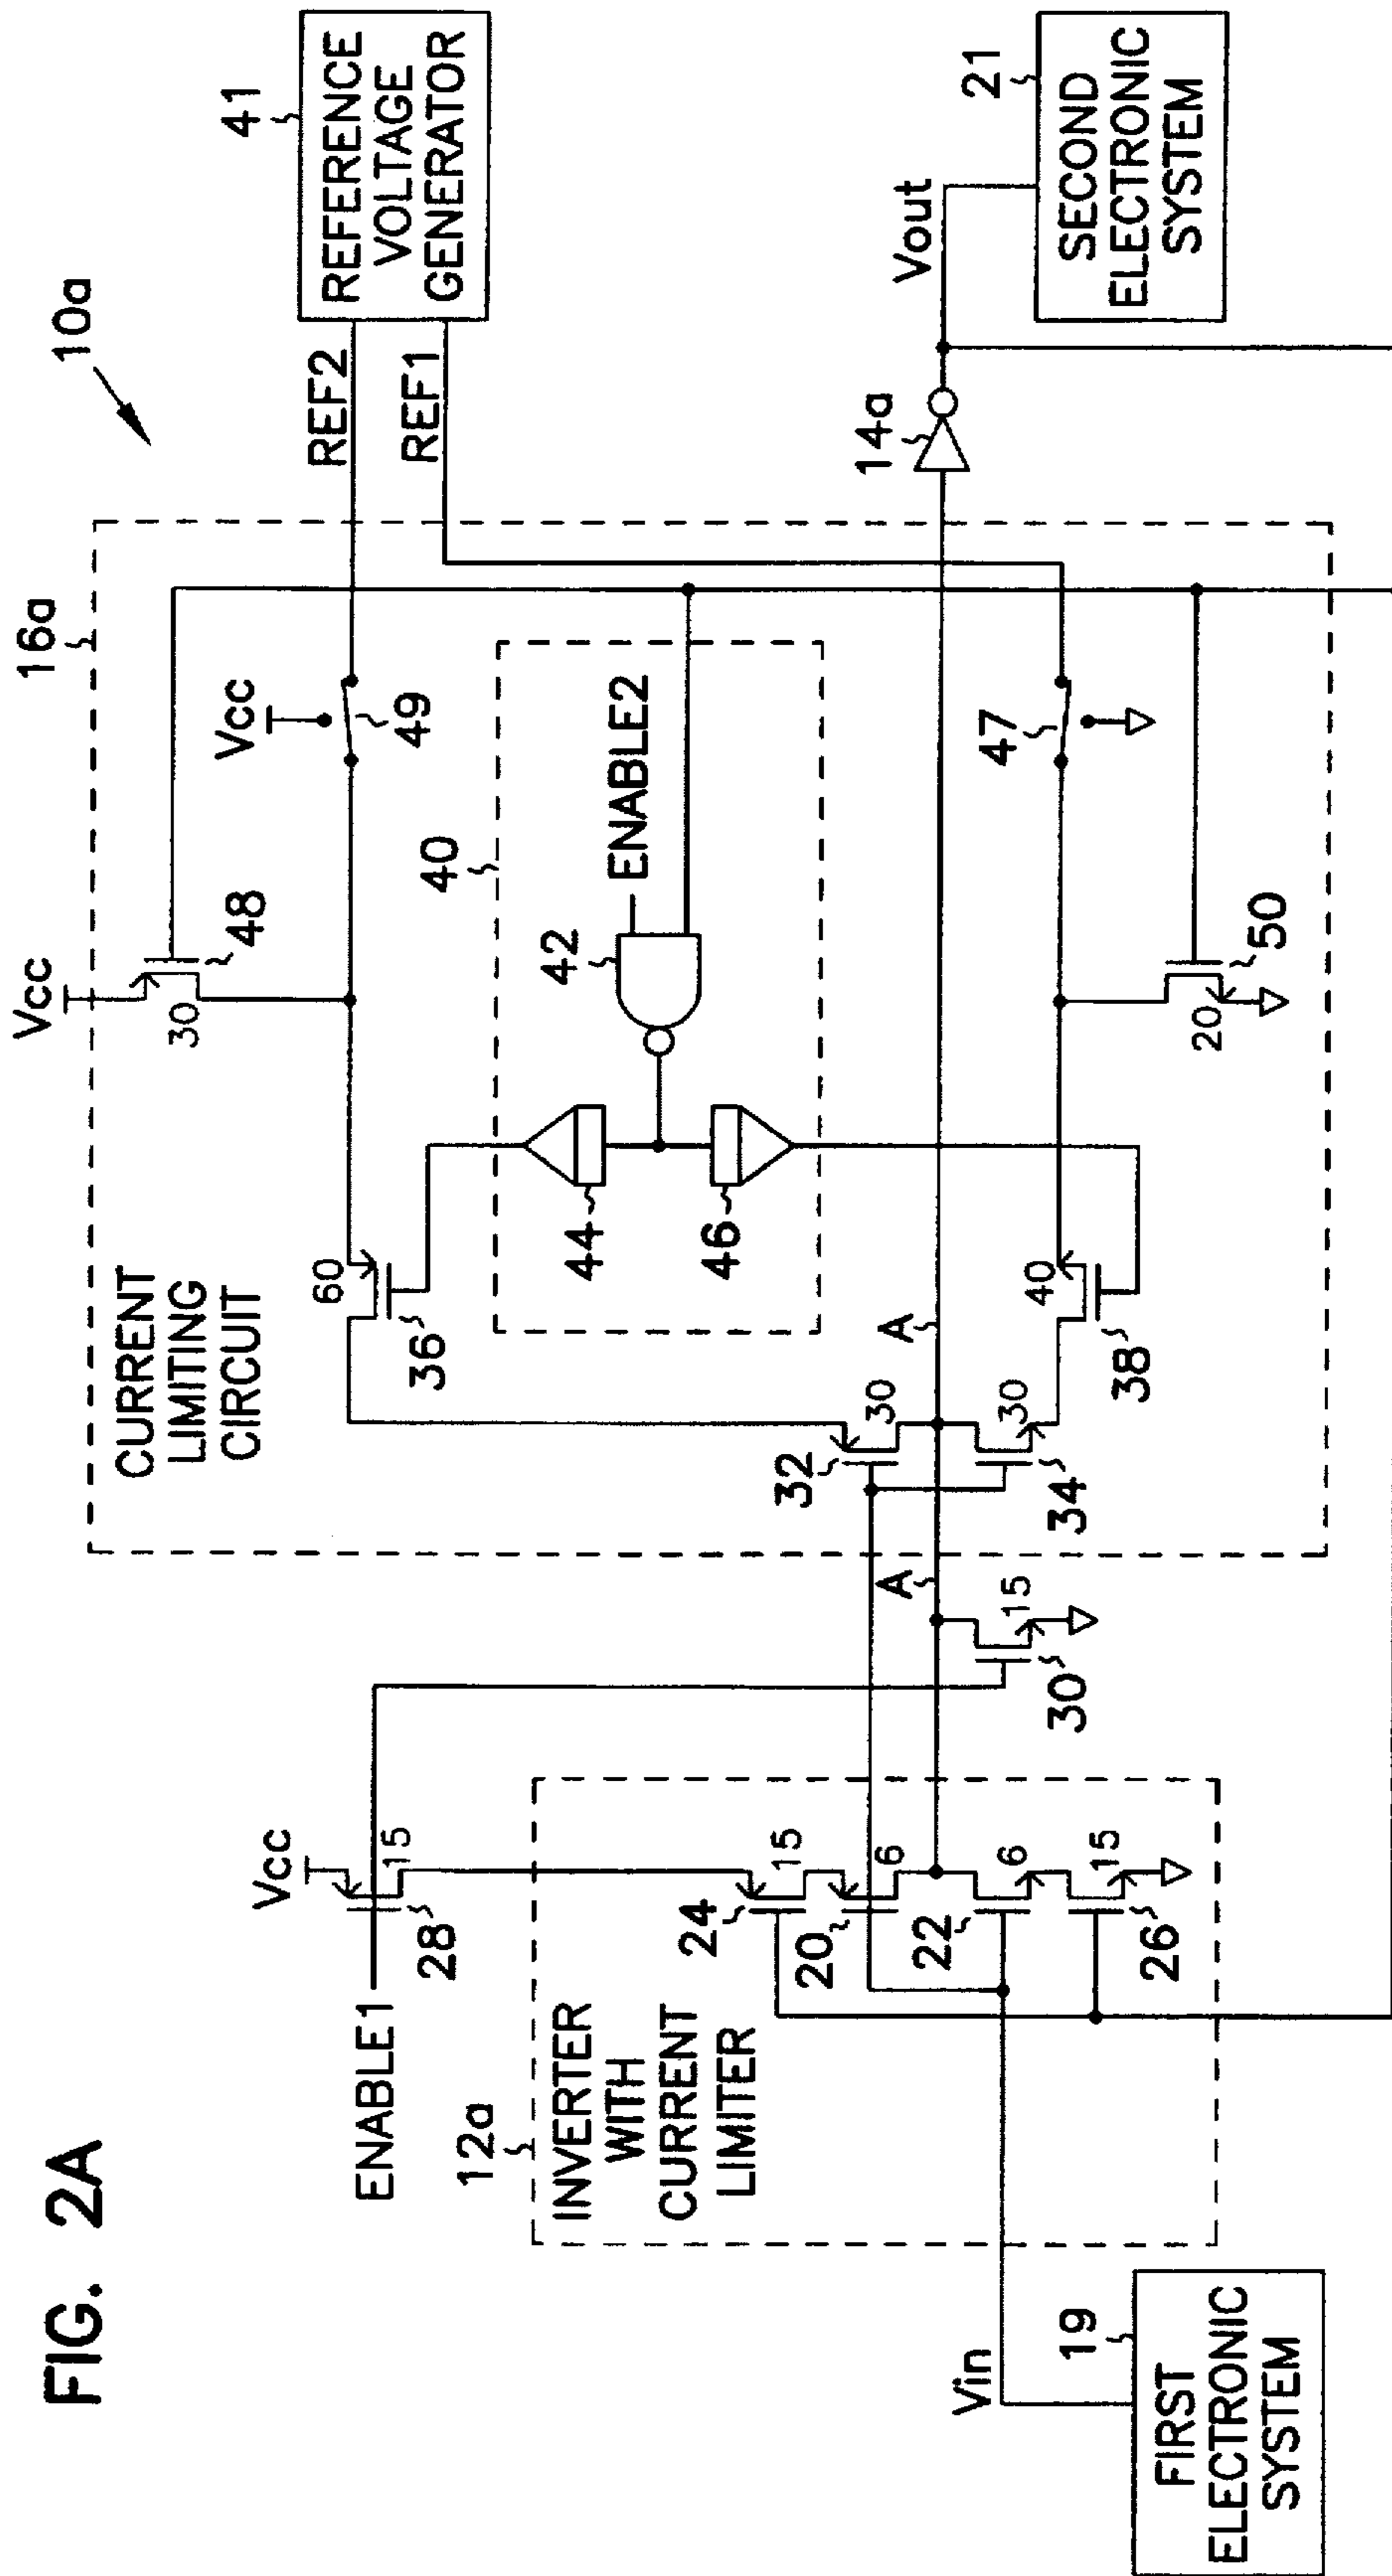 FIG. 2A
10a
16a
CURRENT
LIMITING
CIRCUIT
Vcc
30
48
Vcc
49
REF2
REF1
41
REFERENCE
VOLTAGE
GENERATOR
60
36
40
42
ENABLE2
44
46
ENABLE1
Vcc
15
28
12a
INVERTER
WITH
CURRENT
LIMITER
24
15
20
6
22
6
26
15
A
30
15
32
30
34
30
A
38
40
47
50
20
14a
Vout
21
SECOND
ELECTRONIC
SYSTEM
Vin
19
FIRST
ELECTRONIC
SYSTEM